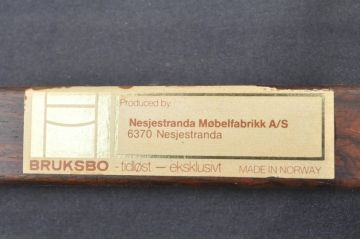 Produced by:
Nesjestranda Møbelfabrikk A/S
6370 Nesjestranda
BRUKSBO - tidløst — eksklusivt MADE IN NORWAY